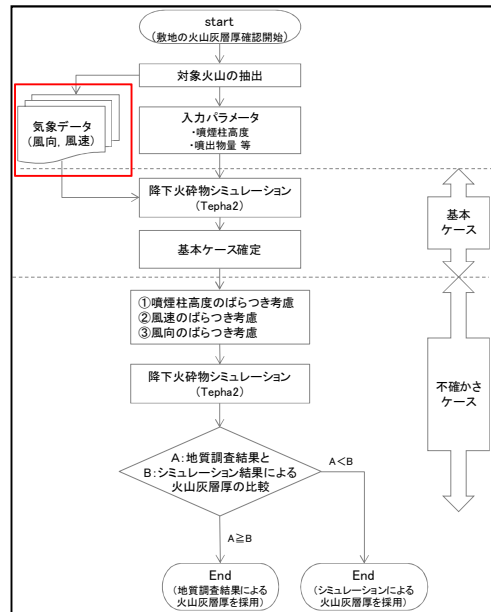 start
(敷地の火山灰層厚確認開始)
対象火山の抽出
気象データ
(風向, 風速)
入力パラメータ
・噴煙柱高度
・噴出物量 等
降下火砕物シミュレーション
(Tepha2)
基本ケース確定
基本
ケース
①噴煙柱高度のばらつき考慮
②風速のばらつき考慮
③風向のばらつき考慮
降下火砕物シミュレーション
(Tepha2)
不確かさ
ケース
A:地質調査結果と
B:シミュレーション結果による
火山灰層厚の比較
A<B
A≧B
End
(地質調査結果による
火山灰層厚を採用)
End
(シミュレーションによる
火山灰層厚を採用)